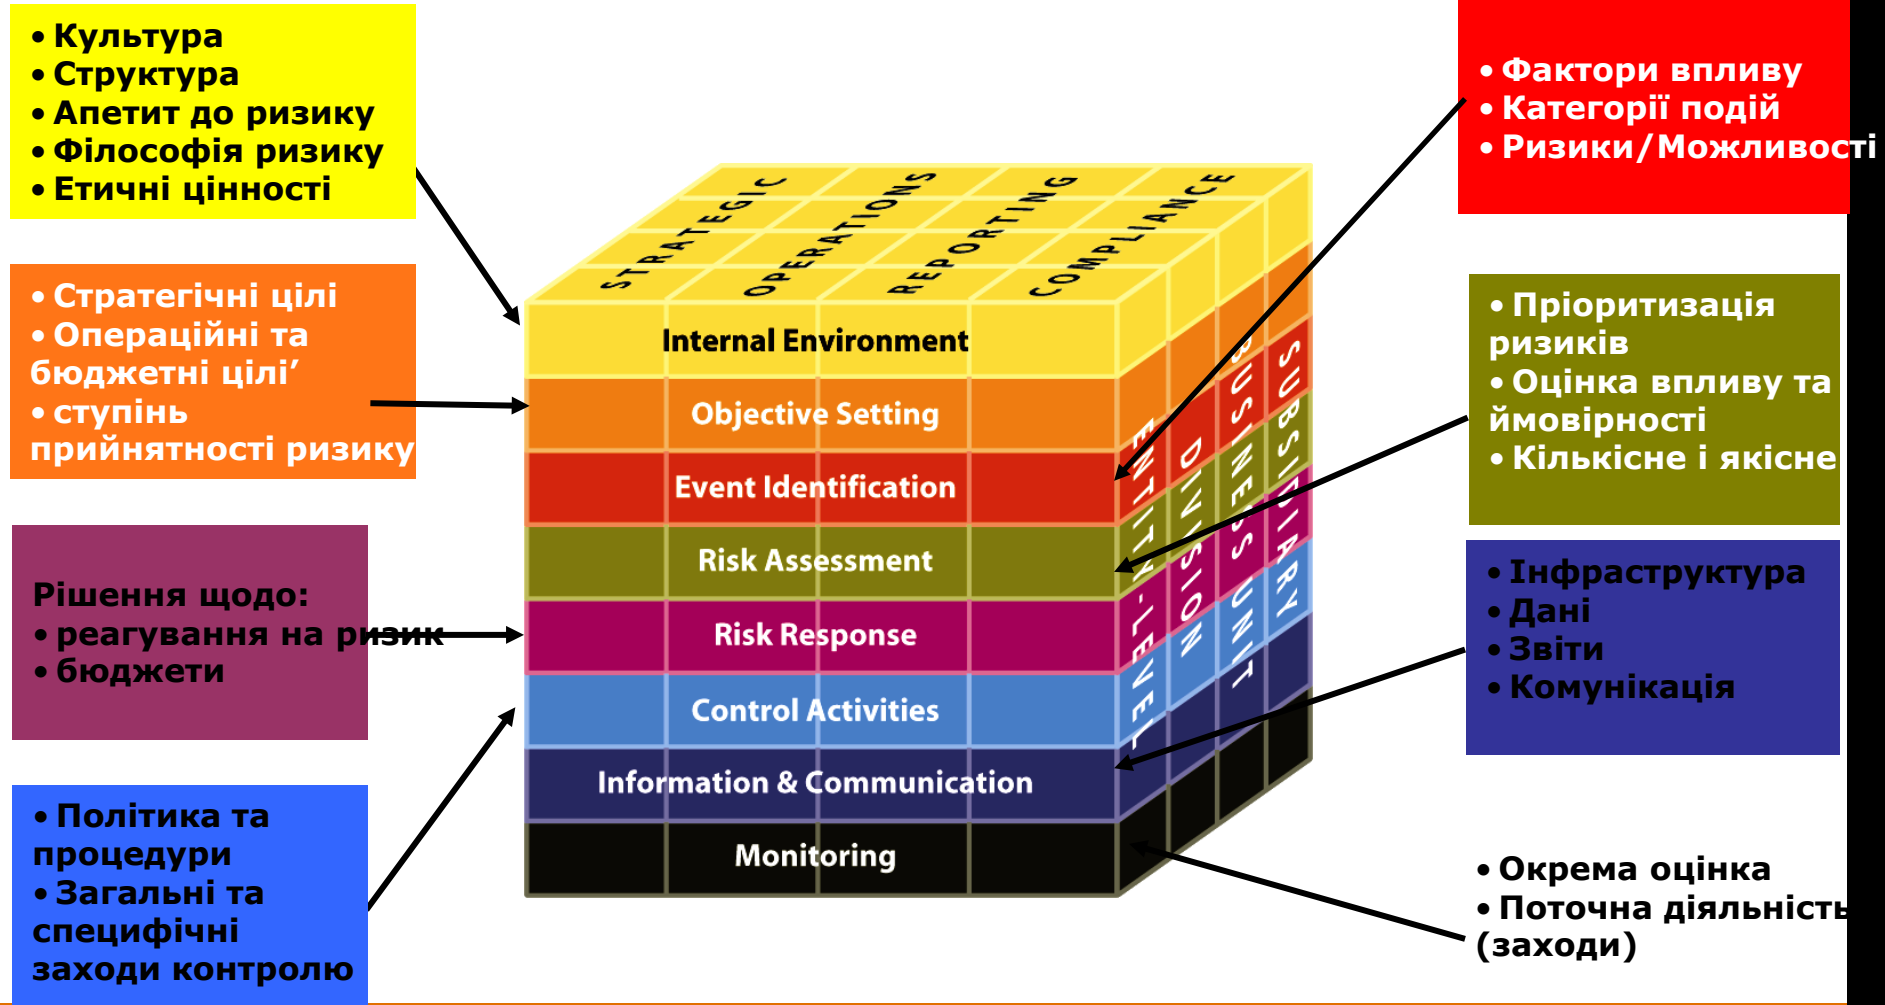 • Культура
• Структура
• Апетит до ризику
• Філософія ризику
• Етичні цінності
• Стратегічні цілі
• Операційні та
бюджетні цілі’
• ступінь
прийнятності ризику
Рішення щодо:
• реагування на ризик
• бюджети
• Політика та
процедури
• Загальні та
специфічні
заходи контролю
STRATEGIC
OPERATIONS
REPORTING
COMPLIANCE
Internal Environment
Objective Setting
Event Identification
Risk Assessment
Risk Response
Control Activities
Information & Communication
Monitoring
ENTITY-LEVEL
DIVISION
BUSINESS UNIT
SUBSIDIARY
• Фактори впливу
• Категорії подій
• Ризики/Можливості
• Пріоритизація
ризиків
• Оцінка впливу та
ймовірності
• Кількісне і якісне
• Інфраструктура
• Дані
• Звіти
• Комунікація
• Окрема оцінка
• Поточна діяльність
(заходи)